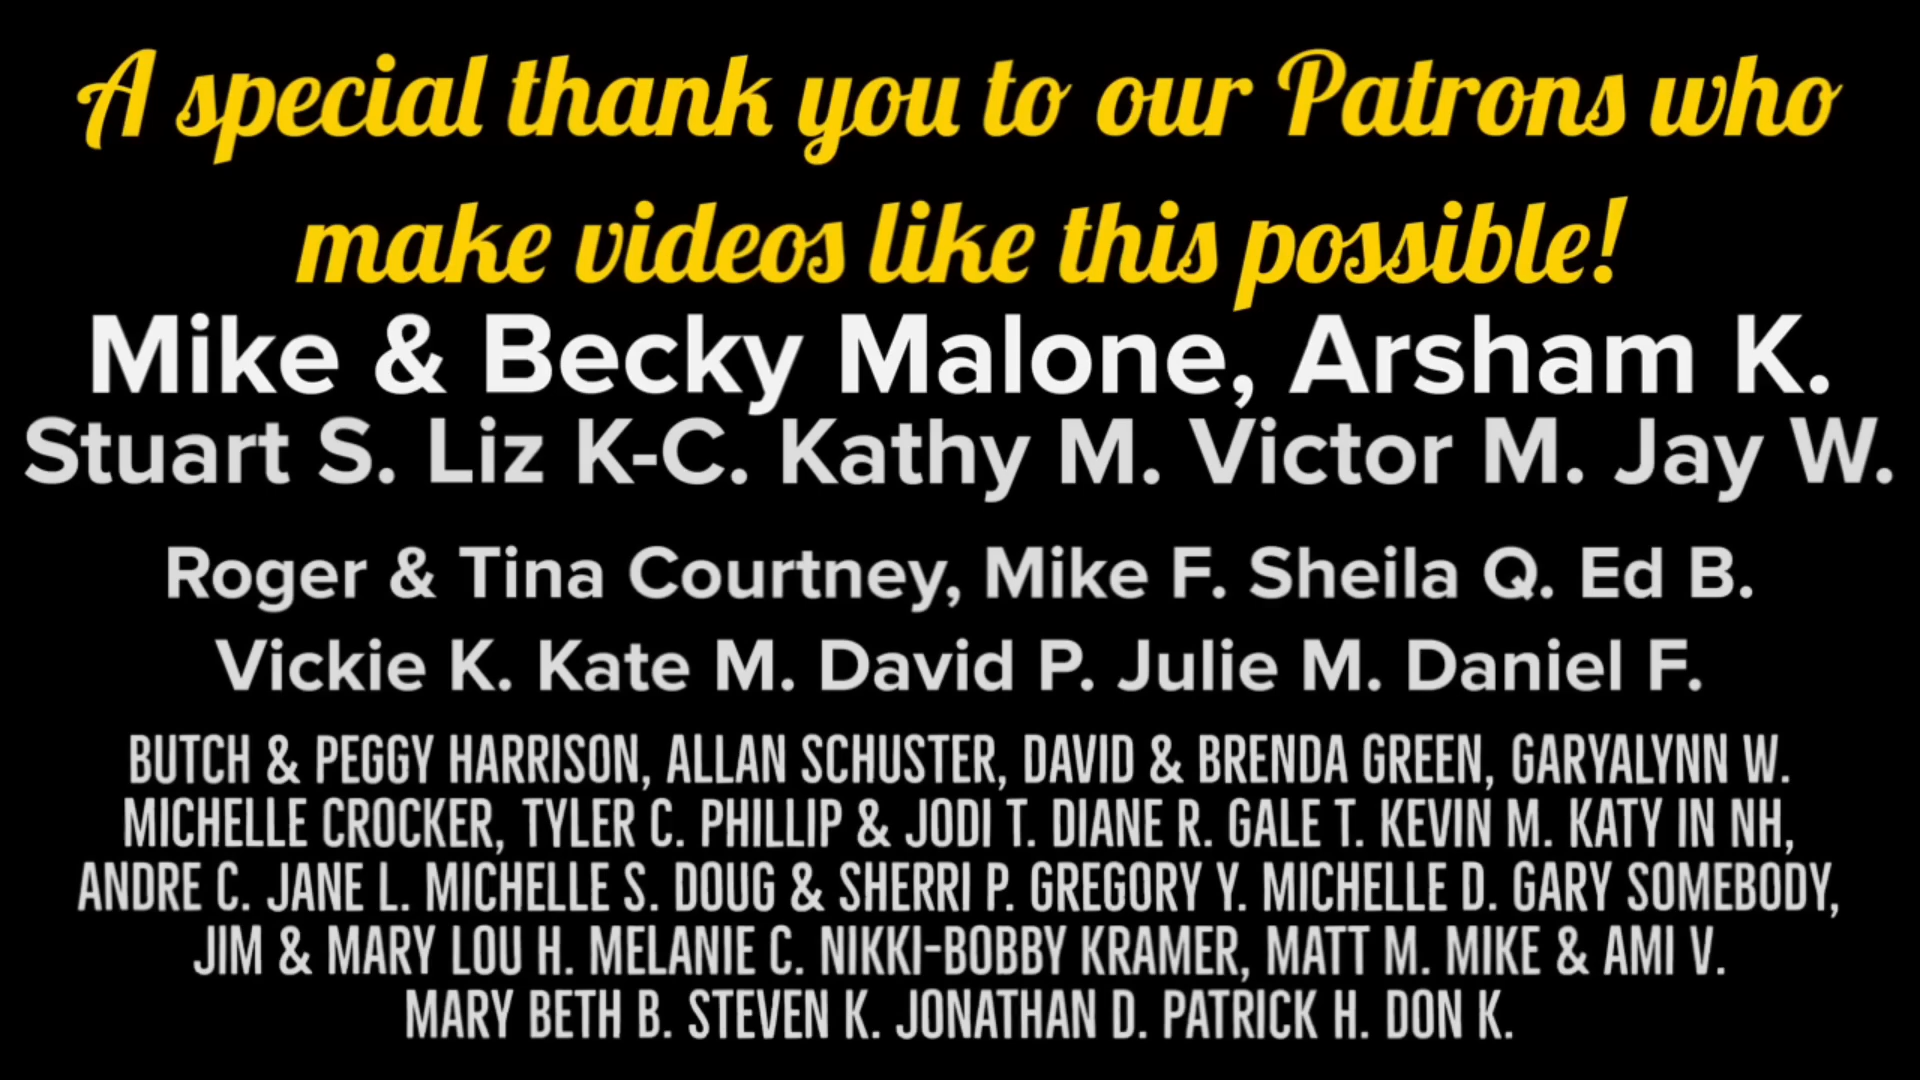 A special thank you to our Patrons who
make videos like this possible!
Mike & Becky Malone, Arsham K.
Stuart S. Liz K-C. Kathy M. Victor M. Jay W.
Roger & Tina Courtney, Mike F. Sheila Q. Ed B.
Vickie K. Kate M. David P. Julie M. Daniel F.
BUTCH & PEGGY HARRISON, ALLAN SCHUSTER, DAVID & BRENDA GREEN, GARYALYNN W.
MICHELLE CROCKER, TYLER C. PHILLIP & JODI T. DIANE R. GALE T. KEVIN M. KATY IN NH,
ANDRE C. JANE L. MICHELLE S. DOUG & SHERRI P. GREGORY Y. MICHELLE D. GARY SOMEBODY,
JIM & MARY LOU H. MELANIE C. NIKKI-BOBBY KRAMER, MATT M. MIKE & AMI V.
MARY BETH B. STEVEN K. JONATHAN D. PATRICK H. DON K.